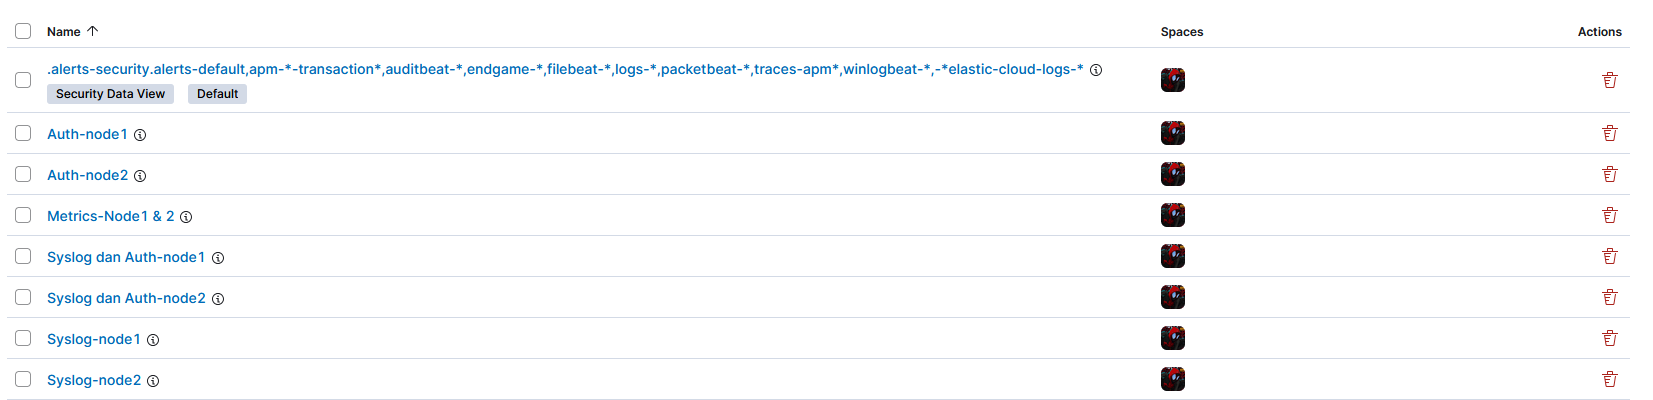 Name Spaces Actions
.alerts-security.alerts-default,apm-*-transaction*,auditbeat-*,endgame-*,filebeat-*,logs-*,packetbeat-*,traces-apm*,winlogbeat-*,-*elastic-cloud-logs-*
Security Data View Default
Auth-node1
Auth-node2
Metrics-Node1 & 2
Syslog dan Auth-node1
Syslog dan Auth-node2
Syslog-node1
Syslog-node2